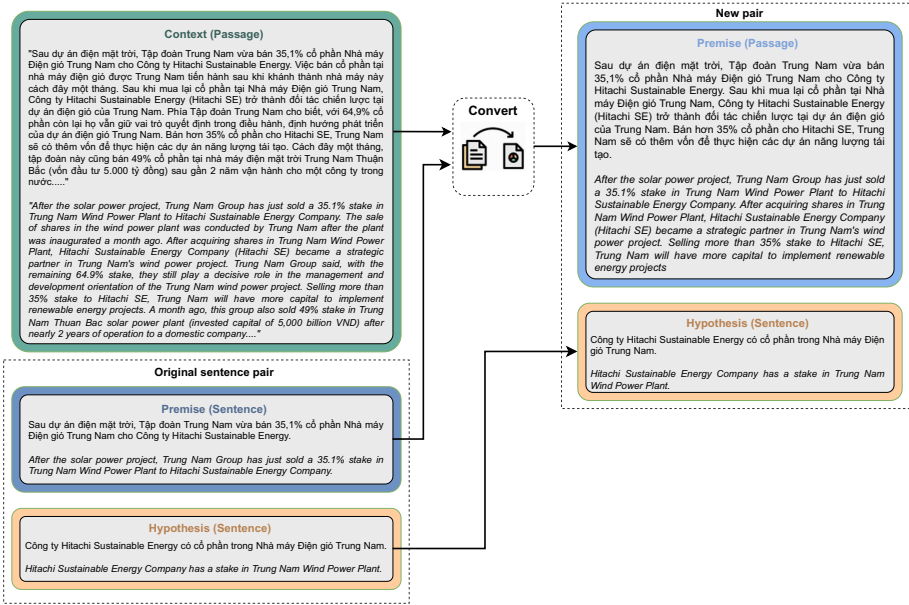 Context (Passage)
"Sau dự án điện mặt trời, Tập đoàn Trung Nam vừa bán 35,1% cổ phần Nhà máy
Điện gió Trung Nam cho Công ty Hitachi Sustainable Energy. Việc bán cổ phần tại
nhà máy điện gió được Trung Nam tiến hành sau khi khánh thành nhà máy này
cách đây một tháng. Sau khi mua lại cổ phần tại Nhà máy Điện gió Trung Nam,
Công ty Hitachi Sustainable Energy (Hitachi SE) trở thành đối tác chiến lược tại
dự án điện gió của Trung Nam. Phía Tập đoàn Trung Nam cho biết, với 64,9% cổ
phần còn lại họ vẫn giữ vai trò quyết định trong điều hành, định hướng phát triển
của dự án điện gió Trung Nam. Bán hơn 35% cổ phần cho Hitachi SE, Trung Nam
sẽ có thêm vốn để thực hiện các dự án năng lượng tái tạo. Cách đây một tháng,
tập đoàn này cũng bán 49% cổ phần tại nhà máy điện mặt trời Trung Nam Thuận
Bắc (vốn đầu tư 5.000 tỷ đồng) sau gần 2 năm vận hành cho một công ty trong
nước....."
"After the solar power project, Trung Nam Group has just sold a 35.1% stake in
Trung Nam Wind Power Plant to Hitachi Sustainable Energy Company. The sale
of shares in the wind power plant was conducted by Trung Nam after the plant
was inaugurated a month ago. After acquiring shares in Trung Nam Wind Power
Plant, Hitachi Sustainable Energy Company (Hitachi SE) became a strategic
partner in Trung Nam's wind power project. Trung Nam Group said, with the
remaining 64.9% stake, they still play a decisive role in the management and
development orientation of the Trung Nam wind power project. Selling more than
35% stake to Hitachi SE, Trung Nam will have more capital to implement
renewable energy projects. A month ago, this group also sold 49% stake in Trung
Nam Thuan Bac solar power plant (invested capital of 5,000 billion VND) after
nearly 2 years of operation to a domestic company...."
Original sentence pair
Premise (Sentence)
Sau dự án điện mặt trời, Tập đoàn Trung Nam vừa bán 35,1% cổ phần Nhà máy
Điện gió Trung Nam cho Công ty Hitachi Sustainable Energy.
After the solar power project, Trung Nam Group has just sold a 35.1% stake in
Trung Nam Wind Power Plant to Hitachi Sustainable Energy Company.
Hypothesis (Sentence)
Công ty Hitachi Sustainable Energy có cổ phần trong Nhà máy Điện gió Trung Nam.
Hitachi Sustainable Energy Company has a stake in Trung Nam Wind Power Plant.
Convert
New pair
Premise (Passage)
Sau dự án điện mặt trời, Tập đoàn Trung Nam vừa bán
35,1% cổ phần Nhà máy Điện gió Trung Nam cho Công ty
Hitachi Sustainable Energy. Sau khi mua lại cổ phần tại Nhà
máy Điện gió Trung Nam, Công ty Hitachi Sustainable Energy
(Hitachi SE) trở thành đối tác chiến lược tại dự án điện gió
của Trung Nam. Bán hơn 35% cổ phần cho Hitachi SE, Trung
Nam sẽ có thêm vốn để thực hiện các dự án năng lượng tái
tạo.
After the solar power project, Trung Nam Group has just sold
a 35.1% stake in Trung Nam Wind Power Plant to Hitachi
Sustainable Energy Company. After acquiring shares in Trung
Nam Wind Power Plant, Hitachi Sustainable Energy Company
(Hitachi SE) became a strategic partner in Trung Nam's wind
power project. Selling more than 35% stake to Hitachi SE,
Trung Nam will have more capital to implement renewable
energy projects
Hypothesis (Sentence)
Công ty Hitachi Sustainable Energy có cổ phần trong Nhà máy Điện
gió Trung Nam.
Hitachi Sustainable Energy Company has a stake in Trung Nam
Wind Power Plant.